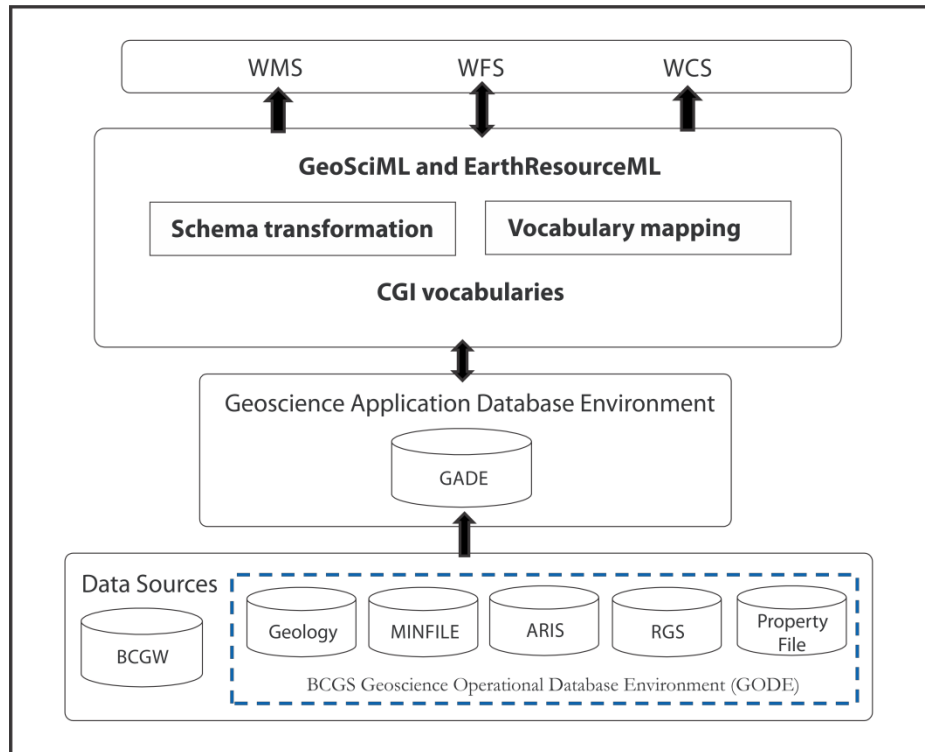 WMS WFS WCS
GeoSciML and EarthResourceML
Schema transformation Vocabulary mapping
CGI vocabularies
Geoscience Application Database Environment
GADE
Data Sources
BCGW
Geology MINFILE ARIS RGS Property
File
BCGS Geoscience Operational Database Environment (GODE)